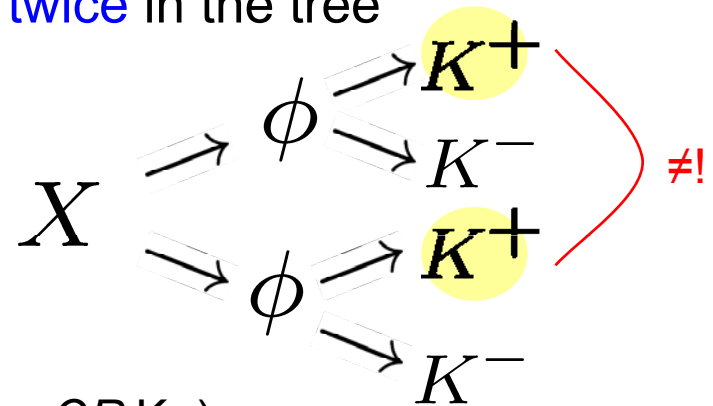 twice in the tree
K⁺
ϕ
K⁻
X
≠!
K⁺
ϕ
K⁻